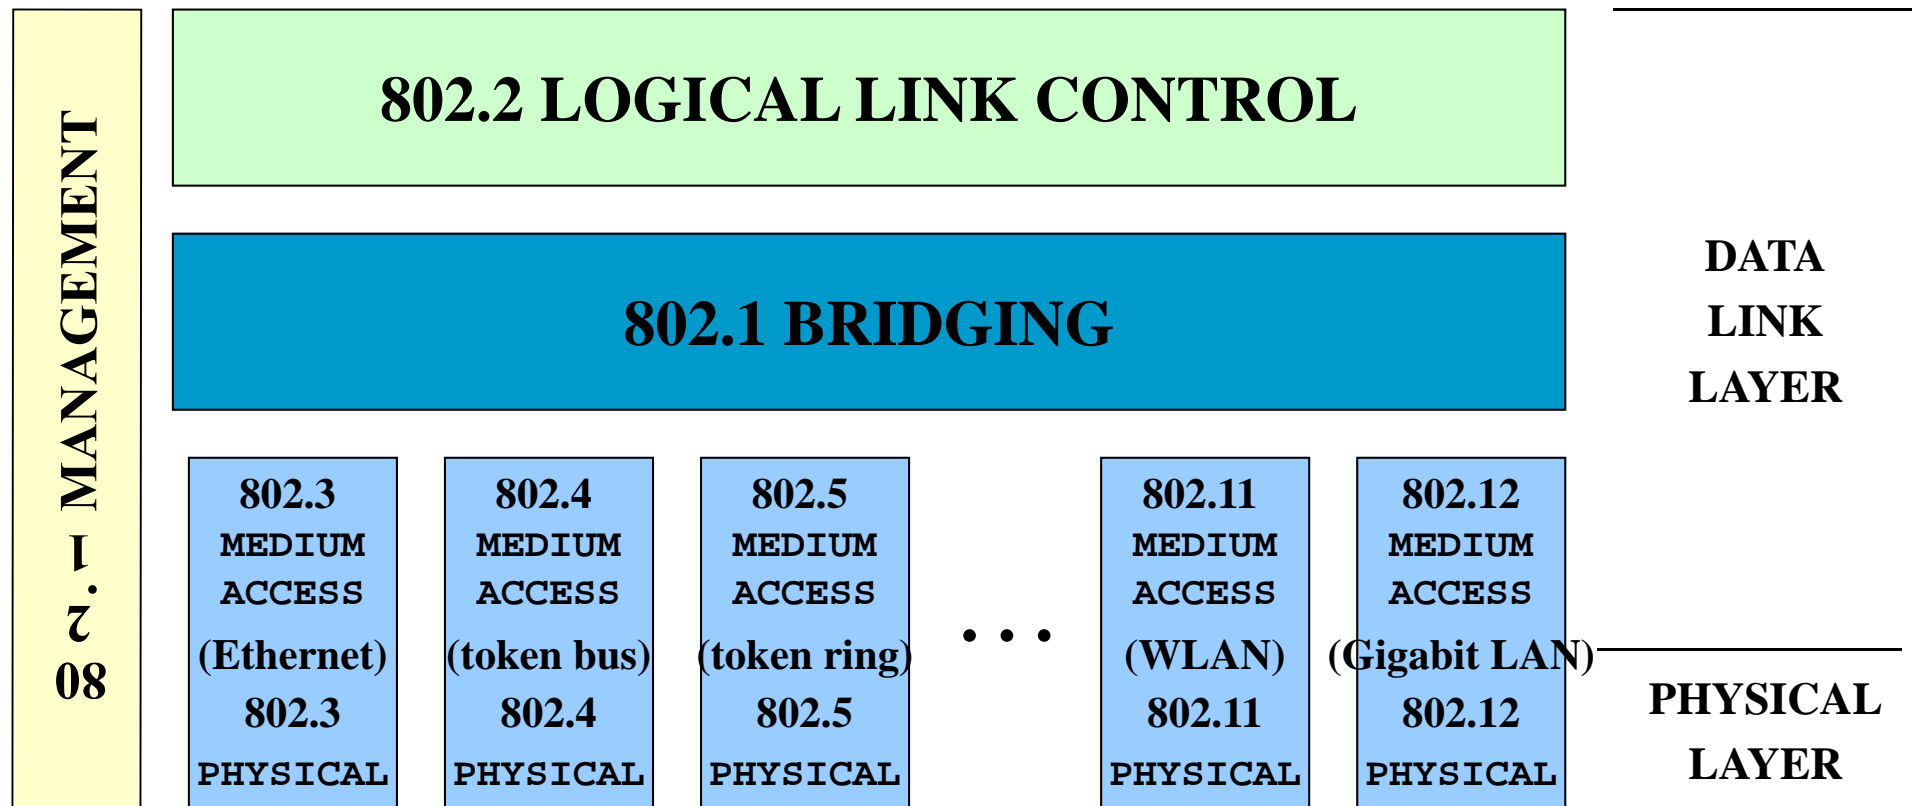 802.1 MANAGEMENT
802.2 LOGICAL LINK CONTROL
802.1 BRIDGING
DATA
LINK
LAYER
802.3
MEDIUM
ACCESS
(Ethernet)
802.3
PHYSICAL
802.4
MEDIUM
ACCESS
(token bus)
802.4
PHYSICAL
802.5
MEDIUM
ACCESS
(token ring)
802.5
PHYSICAL
...
802.11
MEDIUM
ACCESS
(WLAN)
802.11
PHYSICAL
802.12
MEDIUM
ACCESS
(Gigabit LAN)
802.12
PHYSICAL
PHYSICAL
LAYER